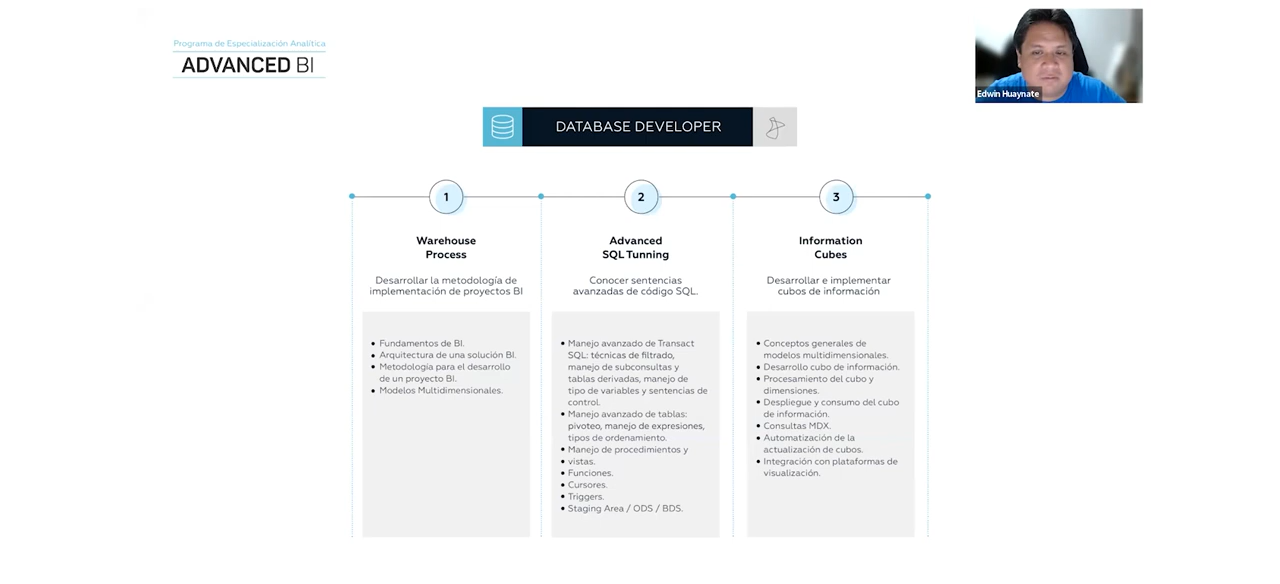 Programa de Especialización Analítica
ADVANCED BI
Edwin Huaynate
DATABASE DEVELOPER
1
Warehouse
Process
Desarrollar la metodología de
implementación de proyectos BI
• Fundamentos de BI.
• Arquitectura de una solución BI.
• Metodología para el desarrollo
de un proyecto BI.
• Modelos Multidimensionales.
2
Advanced
SQL Tunning
Conocer sentencias
avanzadas de código SQL.
• Manejo avanzado de Transact
SQL: técnicas de filtrado,
manejo de subconsultas y
tablas derivadas, manejo de
tipo de variables y sentencias de
control.
• Manejo avanzado de tablas:
pivoteo, manejo de expresiones,
tipos de ordenamiento.
• Manejo de procedimientos y
• vistas.
• Funciones.
• Cursores.
• Triggers.
• Staging Area / ODS / BDS.
3
Information
Cubes
Desarrollar e implementar
cubos de información
• Conceptos generales de
modelos multidimensionales.
• Desarrollo cubo de información.
• Procesamiento del cubo y
dimensiones.
• Despliegue y consumo del cubo
de información.
• Consultas MDX.
• Automatización de la
actualización de cubos.
• Integración con plataformas de
visualización.